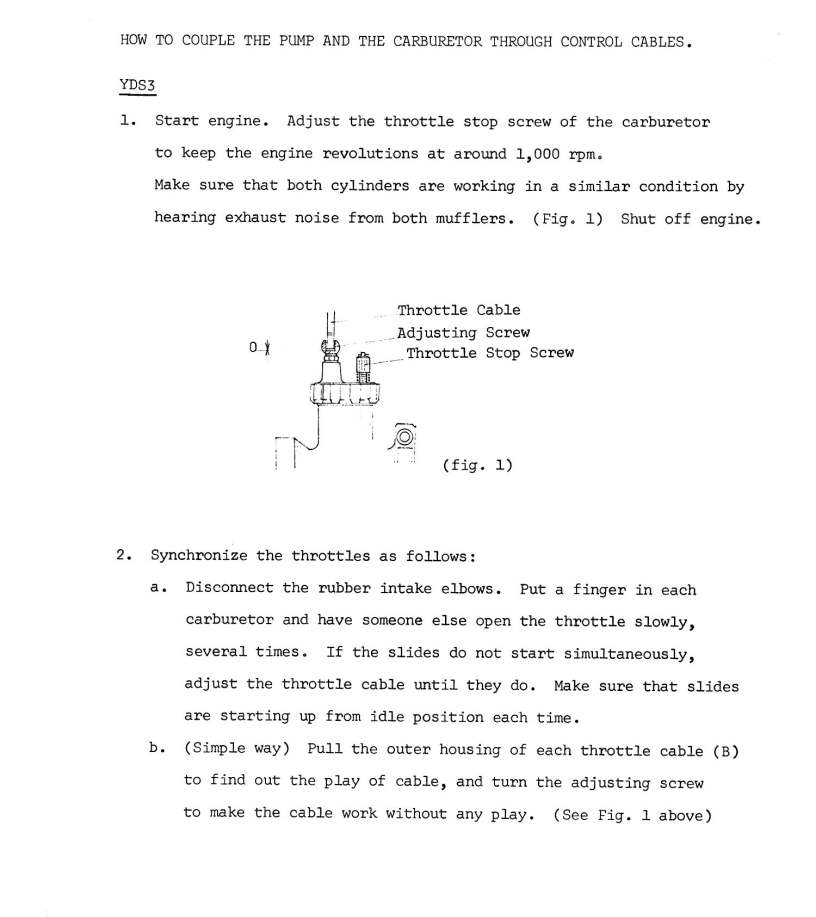 HOW TO COUPLE THE PUMP AND THE CARBURETOR THROUGH CONTROL CABLES.
YDS3
1. Start engine. Adjust the throttle stop screw of the carburetor
to keep the engine revolutions at around 1,000 rpm.
Make sure that both cylinders are working in a similar condition by
hearing exhaust noise from both mufflers. (Fig. 1) Shut off engine.
Throttle Cable
Adjusting Screw
O
Throttle Stop Screw
(fig. 1)
2. Synchronize the throttles as follows:
a. Disconnect the rubber intake elbows. Put a finger in each
carburetor and have someone else open the throttle slowly,
several times. If the slides do not start simultaneously,
adjust the throttle cable until they do. Make sure that slides
are starting up from idle position each time.
b. (Simple way) Pull the outer housing of each throttle cable (B)
to find out the play of cable, and turn the adjusting screw
to make the cable work without any play. (See Fig. 1 above)